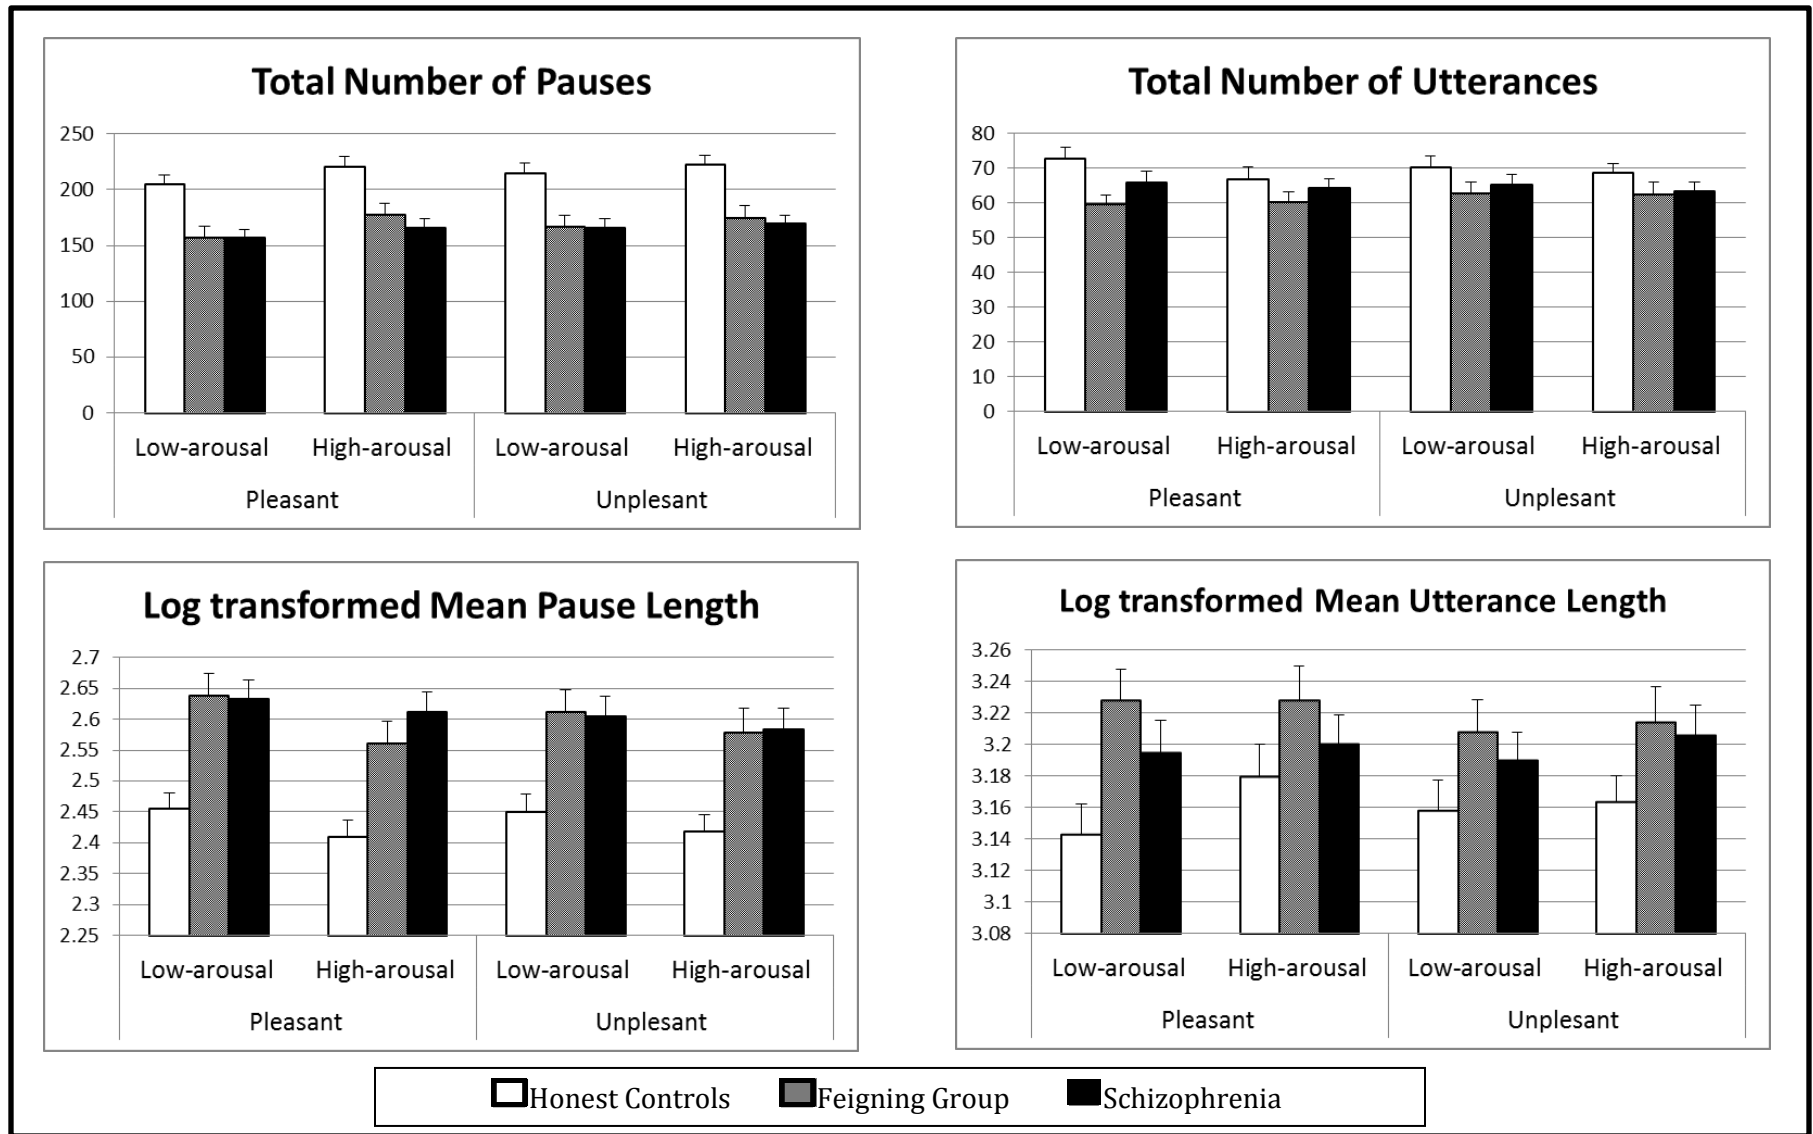 Total Number of Pauses
250
200
150
100
50
0
Low-arousal High-arousal Low-arousal High-arousal
Pleasant Unplesant
Total Number of Utterances
80
70
60
50
40
30
20
10
0
Low-arousal High-arousal Low-arousal High-arousal
Pleasant Unplesant
Log transformed Mean Pause Length
2.7
2.65
2.6
2.55
2.5
2.45
2.4
2.35
2.3
2.25
Low-arousal High-arousal Low-arousal High-arousal
Pleasant Unplesant
Log transformed Mean Utterance Length
3.26
3.24
3.22
3.2
3.18
3.16
3.14
3.12
3.1
3.08
Low-arousal High-arousal Low-arousal High-arousal
Pleasant Unplesant
Honest Controls Feigning Group Schizophrenia